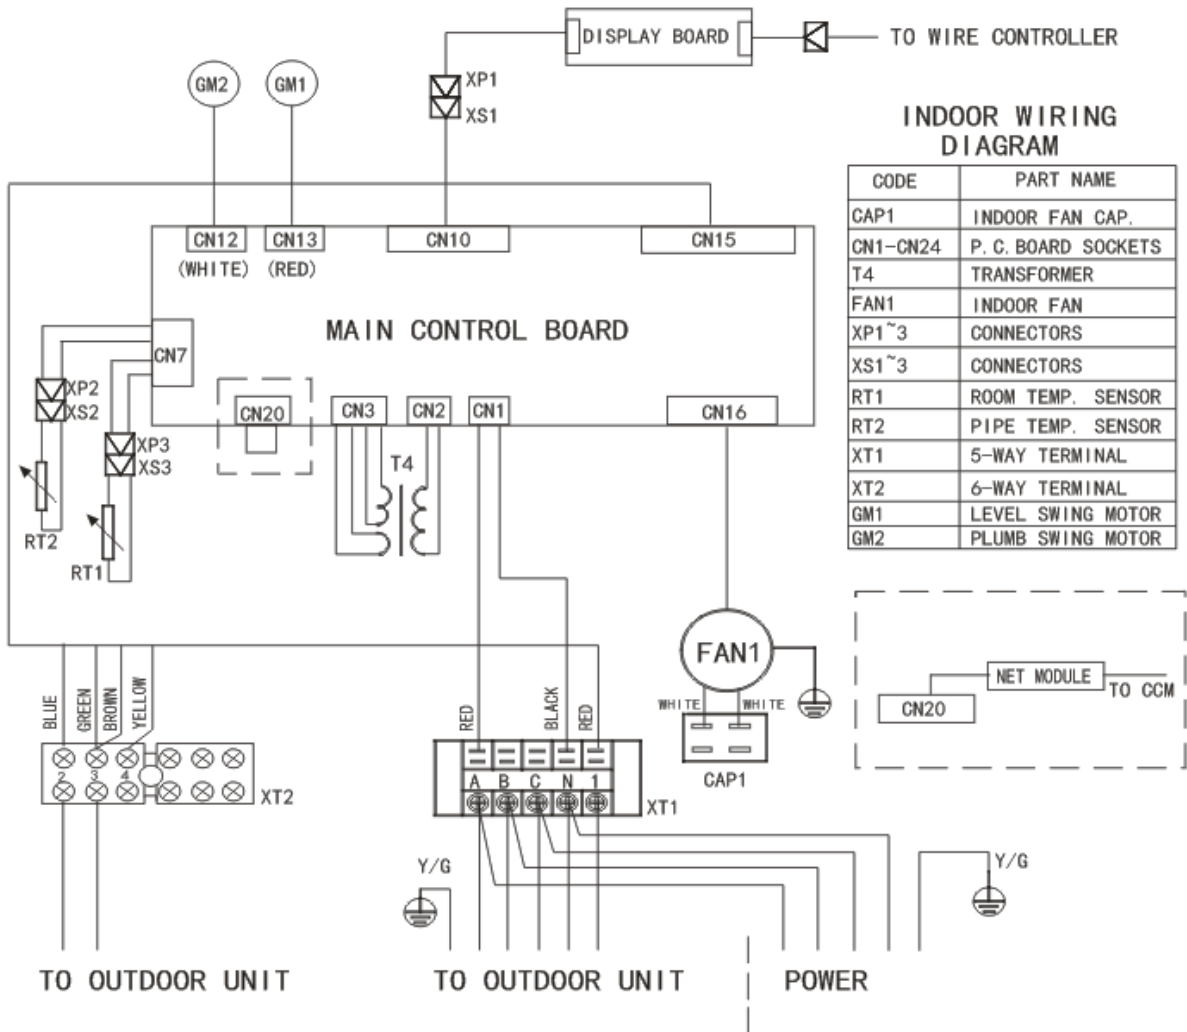 DISPLAY BOARD
TO WIRE CONTROLLER
GM2
GM1
XP1
XS1
INDOOR WIRING
DIAGRAM
CODE PART NAME
CAP1 INDOOR FAN CAP.
CN1-CN24 P.C.BOARD SOCKETS
T4 TRANSFORMER
FAN1 INDOOR FAN
XP1~3 CONNECTORS
XS1~3 CONNECTORS
RT1 ROOM TEMP. SENSOR
RT2 PIPE TEMP. SENSOR
XT1 5-WAY TERMINAL
XT2 6-WAY TERMINAL
GM1 LEVEL SWING MOTOR
GM2 PLUMB SWING MOTOR
CN12
CN13
CN10
CN15
(WHITE)
(RED)
MAIN CONTROL BOARD
CN7
XP2
XS2
CN20
CN3
CN2
CN1
CN16
XP3
XS3
T4
RT2
RT1
FAN1
NET MODULE
TO CCM
CN20
BLUE
GREEN
BROWN
YELLOW
RED
BLACK
RED
WHITE
WHITE
CAP1
2
3
4
XT2
A
B
C
N
1
XT1
Y/G
Y/G
TO OUTDOOR UNIT
TO OUTDOOR UNIT
POWER